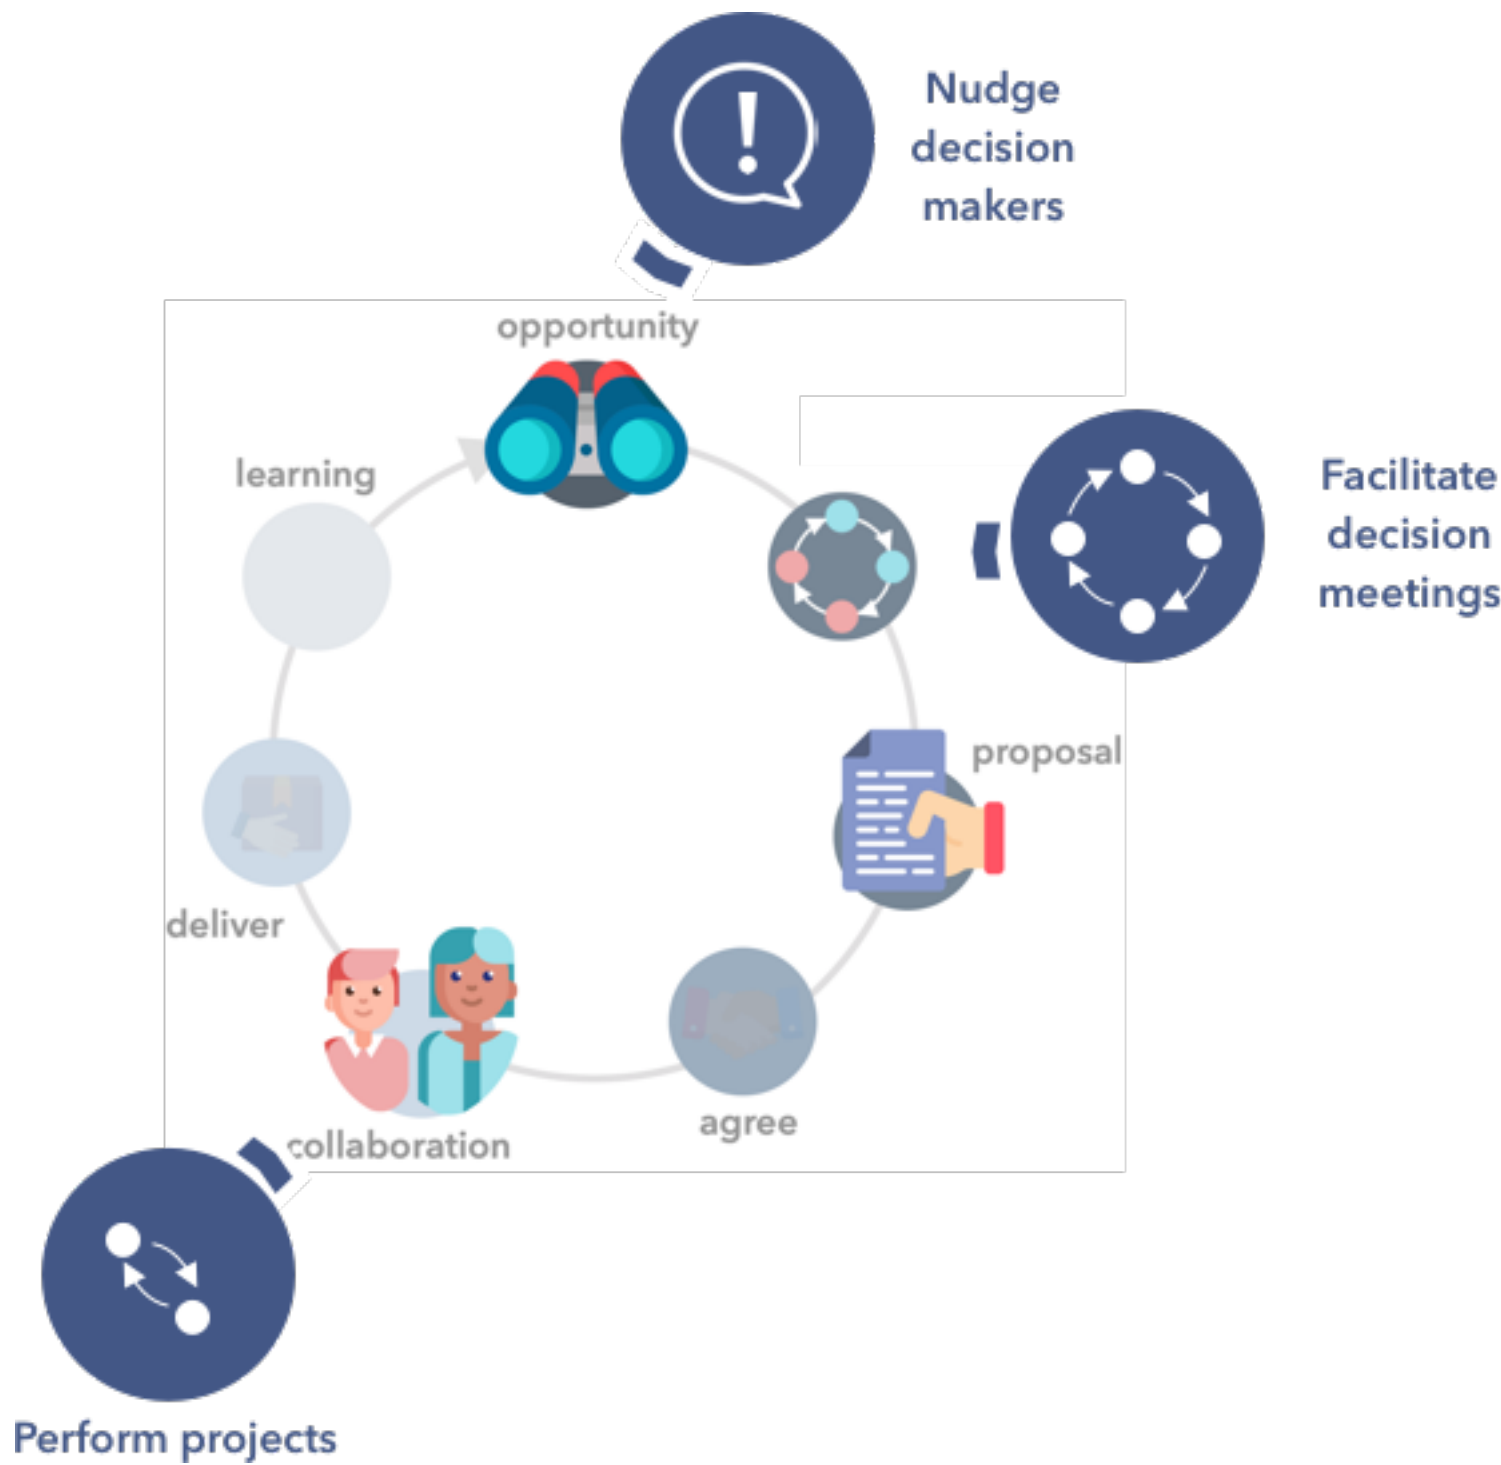 Nudge
decision
makers
opportunity
learning
Facilitate
decision
meetings
proposal
deliver
agree
collaboration
Perform projects